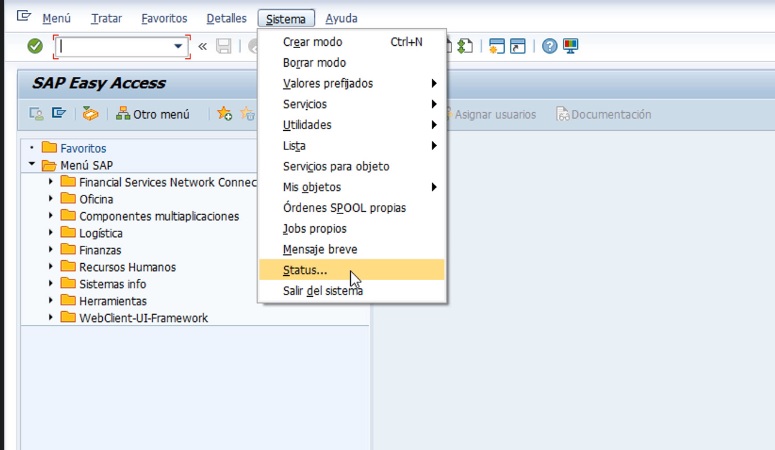 Menú Tratar Favoritos Detalles Sistema Ayuda
SAP Easy Access
Otro menú
Asignar usuarios Documentación
Crear modo Ctrl+N
Borrar modo
Valores prefijados
Servicios
Utilidades
Lista
Servicios para objeto
Mis objetos
Órdenes SPOOL propias
Jobs propios
Mensaje breve
Status...
Salir del sistema
Favoritos
Menú SAP
Financial Services Network Connec
Oficina
Componentes multiaplicaciones
Logística
Finanzas
Recursos Humanos
Sistemas info
Herramientas
WebClient-UI-Framework